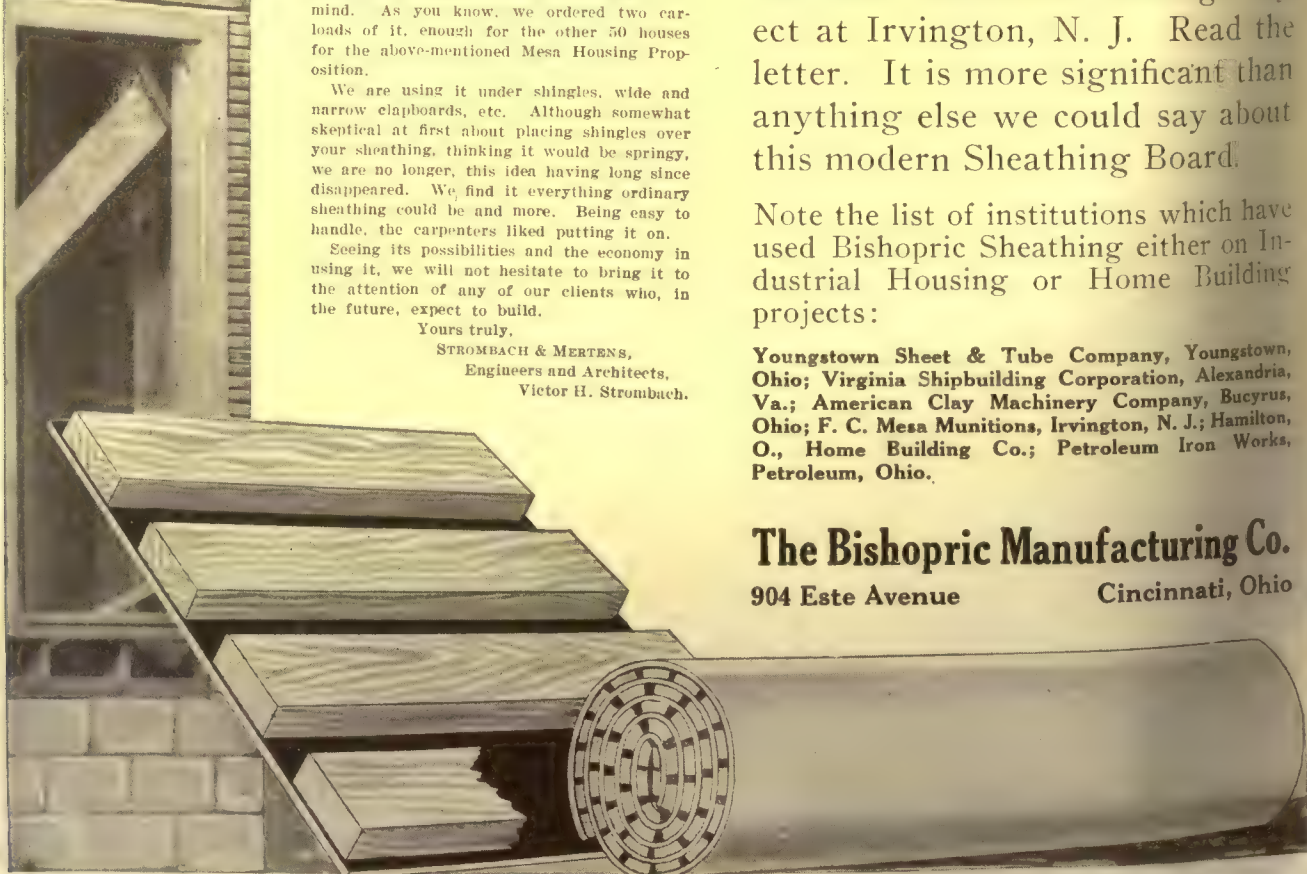 mind. As you know, we ordered two car-
loads of it, enough for the other 50 houses
for the above-mentioned Mesa Housing Prop-
osition.
We are using it under shingles, wide and
narrow clapboards, etc. Although somewhat
skeptical at first about placing shingles over
your sheathing, thinking it would be springy,
we are no longer, this idea having long since
disappeared. We find it everything ordinary
sheathing could be and more. Being easy to
handle, the carpenters liked putting it on.
Seeing its possibilities and the economy in
using it, we will not hesitate to bring it to
the attention of any of our clients who, in
the future, expect to build.
Yours truly,
STROMBACH & MERTENS,
Engineers and Architects,
Victor H. Strombach.
ect at Irvington, N. J. Read the
letter. It is more significant than
anything else we could say about
this modern Sheathing Board.
Note the list of institutions which have
used Bishopric Sheathing either on In-
dustrial Housing or Home Building
projects:
Youngstown Sheet & Tube Company, Youngstown,
Ohio; Virginia Shipbuilding Corporation, Alexandria,
Va.; American Clay Machinery Company, Bucyrus,
Ohio; F. C. Mesa Munitions, Irvington, N. J.; Hamilton,
O., Home Building Co.; Petroleum Iron Works,
Petroleum, Ohio.
The Bishopric Manufacturing Co.
904 Este Avenue Cincinnati, Ohio